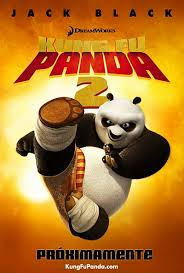 JACK BLACK
DREAMWORKS
KUNG FU
PANDA
2
PRÓXIMAMENTE
KungFuPanda.com